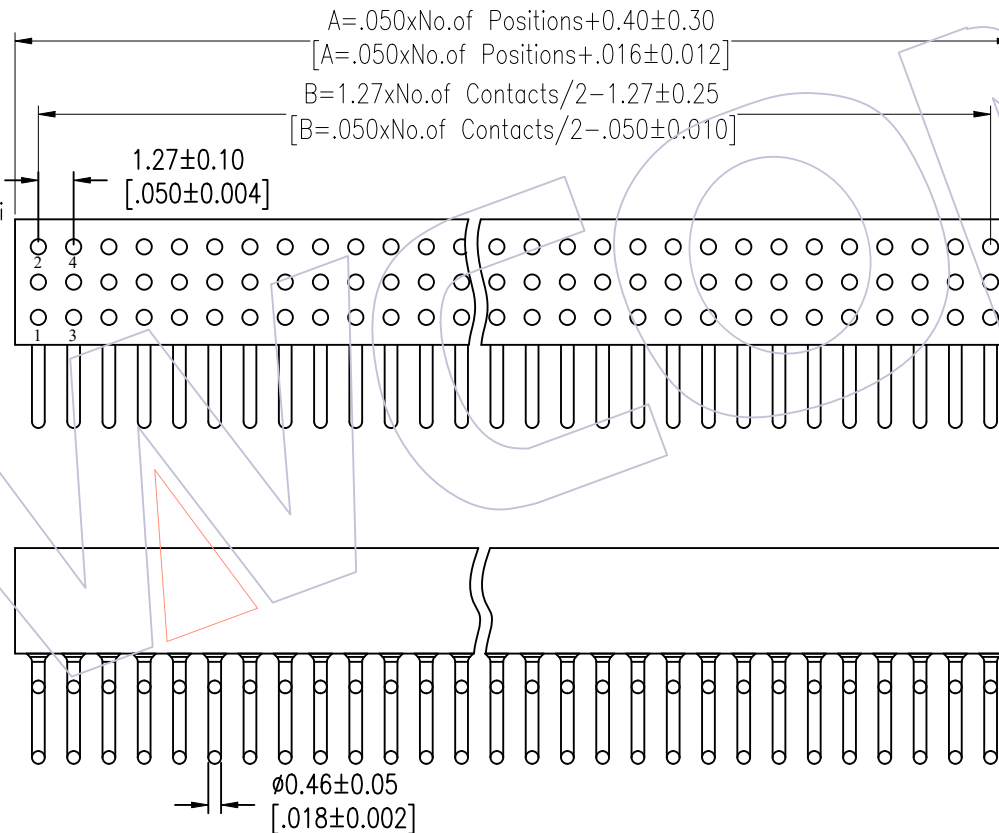 A=.050xNo.of Positions+0.40±0.30
[A=.050xNo.of Positions+.016±0.012]
B=1.27xNo.of Contacts/2-1.27±0.25
[B=.050xNo.of Contacts/2-.050±0.010]
1.27±0.10
[.050±0.004]
i
2 4
1 3
ø0.46±0.05
[.018±0.002]
wcon